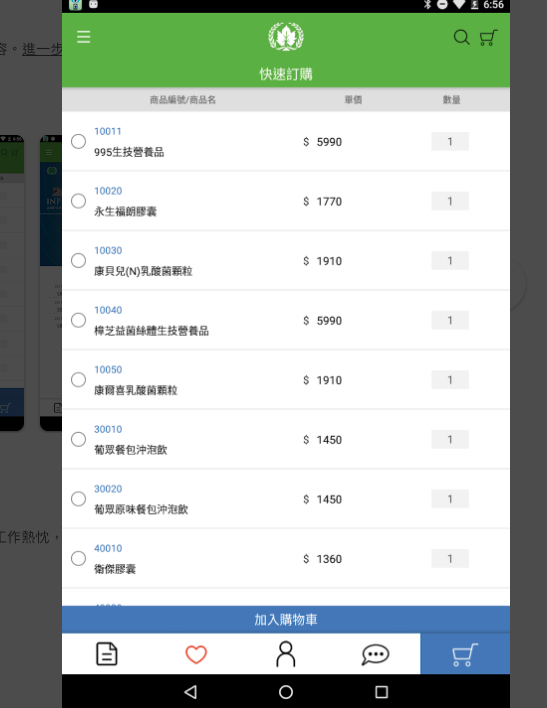 6:56
容。進一步
快速訂購
商品編號/商品名 單價 數量
10011
995生技營養品 $ 5990 1
10020
永生福朗膠囊 $ 1770 1
10030
康貝兒(N)乳酸菌顆粒 $ 1910 1
10040
樟芝益菌絲體生技營養品 $ 5990 1
10050
康爾喜乳酸菌顆粒 $ 1910 1
30010
葡眾餐包沖泡飲 $ 1450 1
30020
葡眾原味餐包沖泡飲 $ 1450 1
工作熱忱，
40010
衛傑膠囊 $ 1360 1
加入購物車